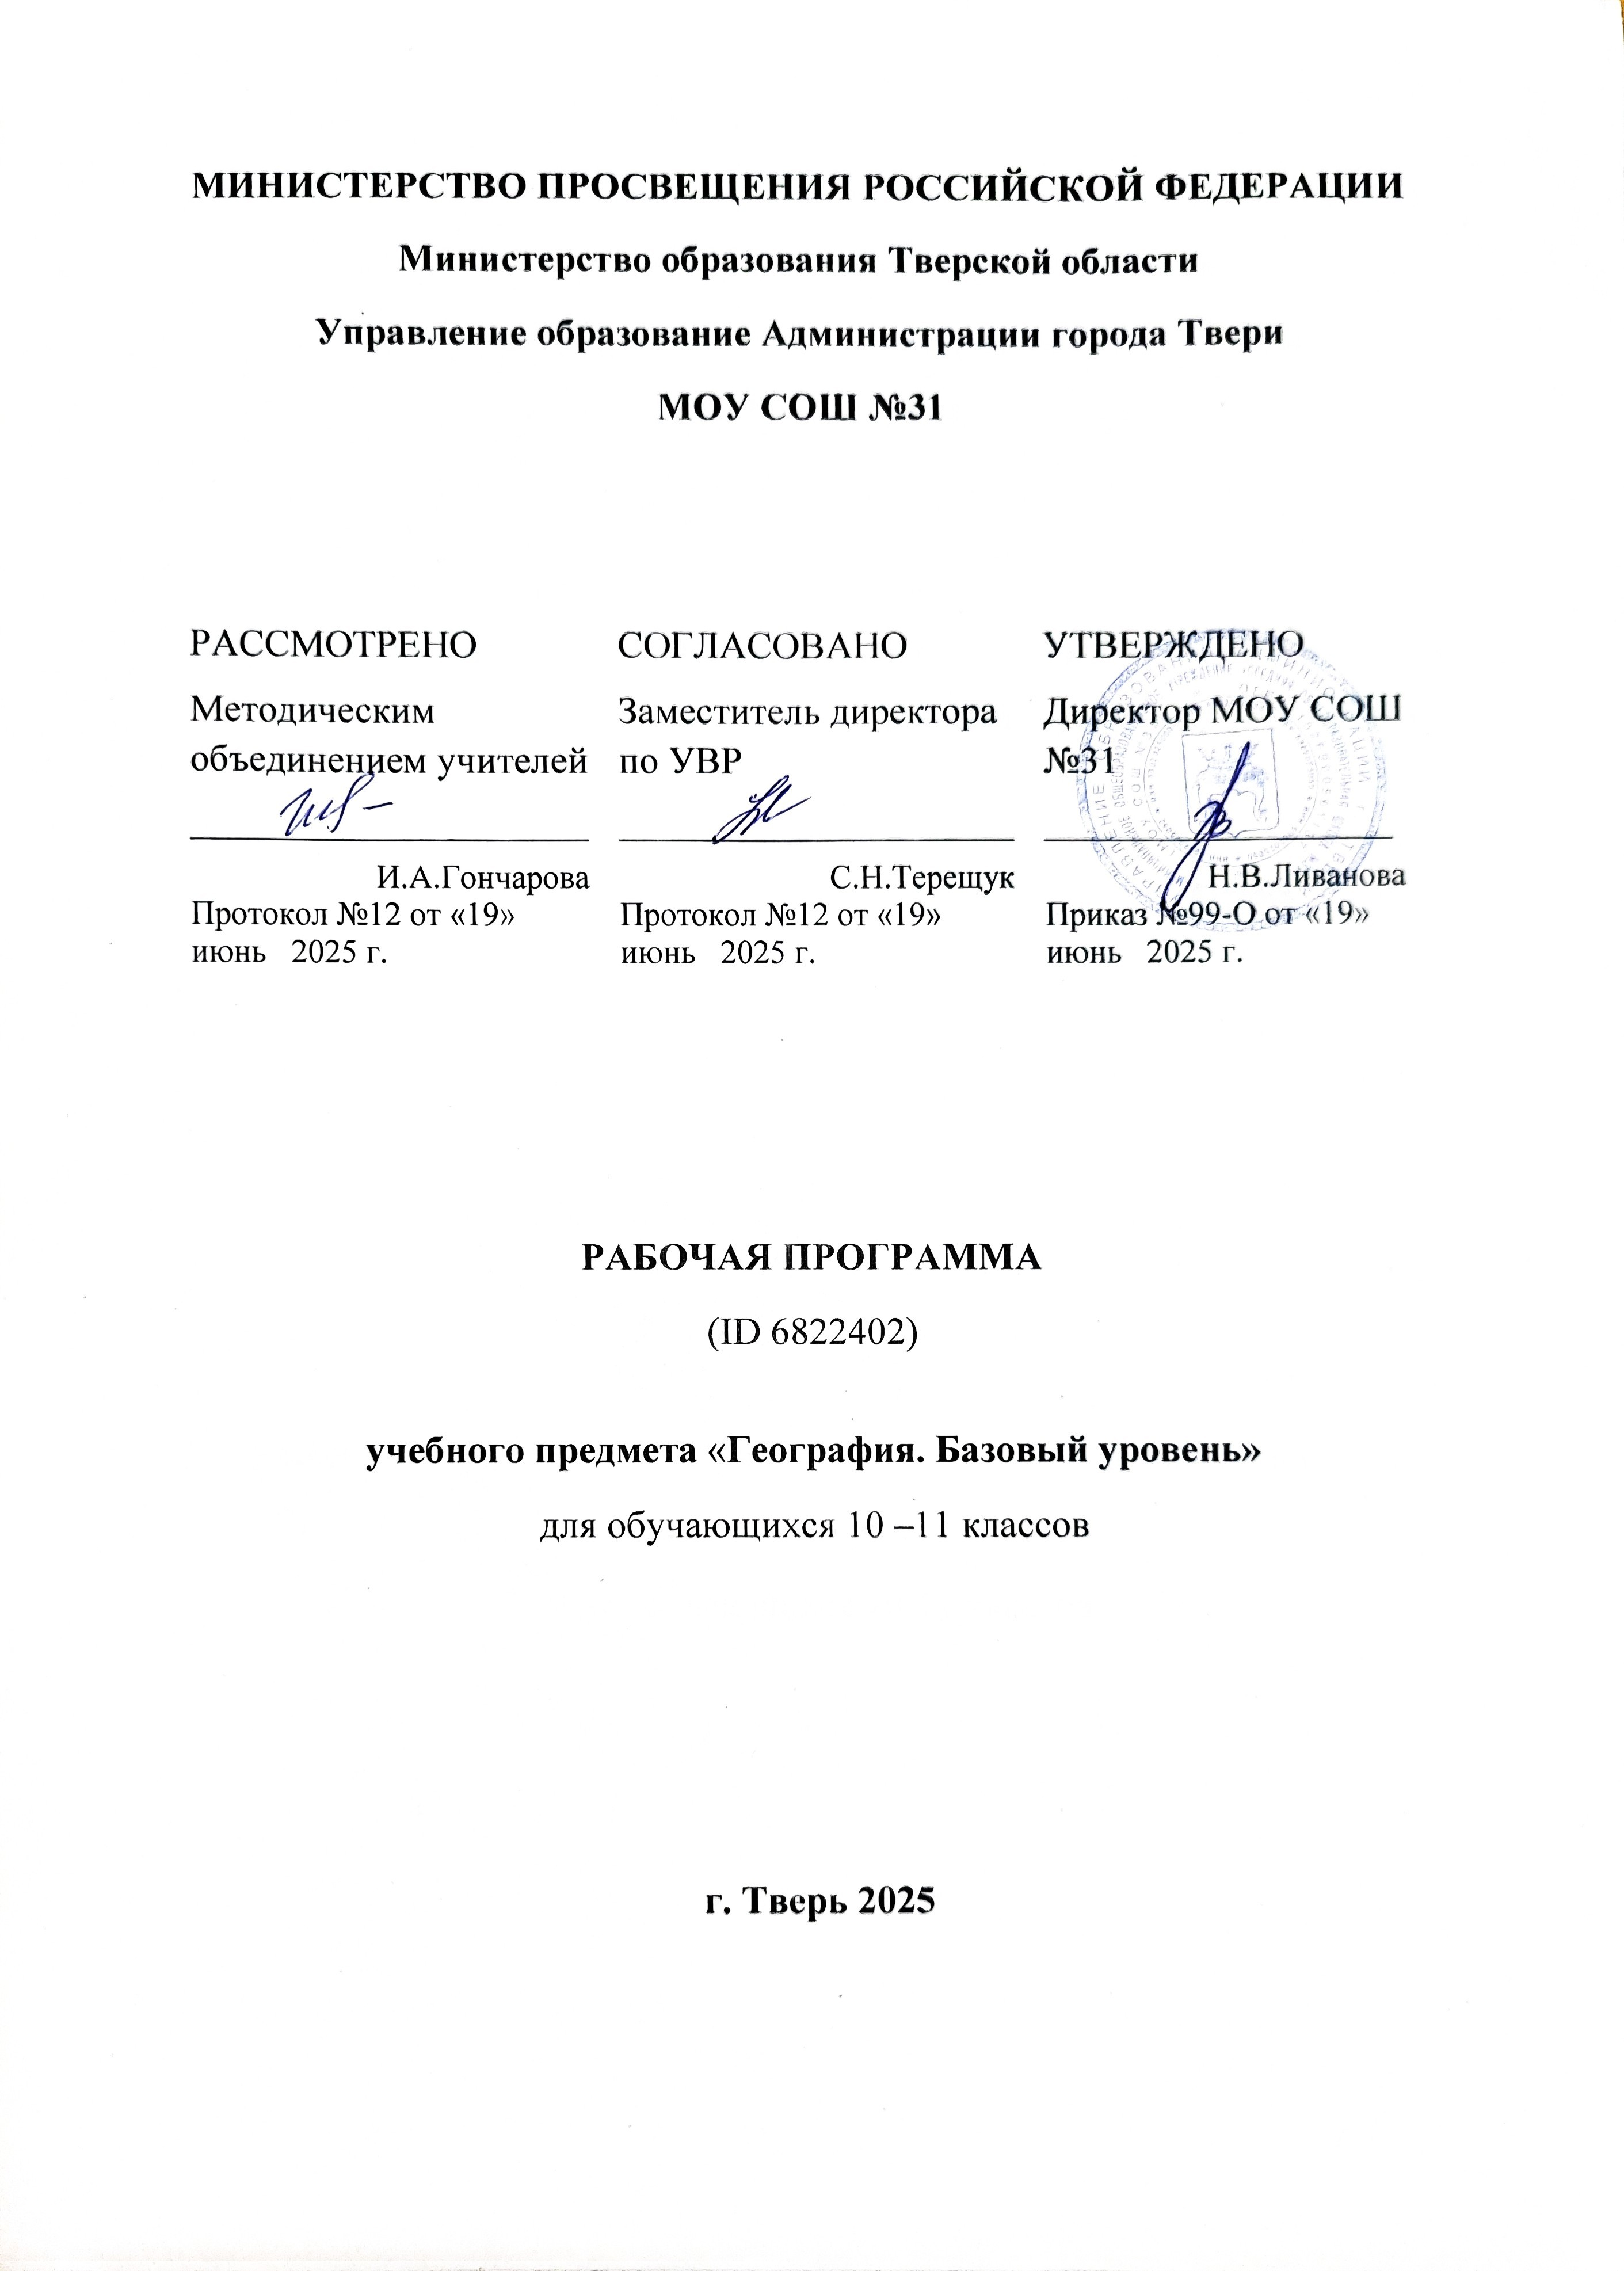 МИНИСТЕРСТВО ПРОСВЕЩЕНИЯ РОССИЙСКОЙ ФЕДЕРАЦИИ
Министерство образования Тверской области
Управление образование Администрации города Твери
МОУ СОШ №31
РАССМОТРЕНО
Методическим
объединением учителей
И.А.Гончарова
Протокол №12 от «19»
июнь 2025 г.
СОГЛАСОВАНО
Заместитель директора
по УВР
С.Н.Терещук
Протокол №12 от «19»
июнь 2025 г.
УТВЕРЖДЕНО
Директор МОУ СОШ
№31
Н.В.Ливанова
Приказ №99-О от «19»
июнь 2025 г.
РАБОЧАЯ ПРОГРАММА
(ID 6822402)
учебного предмета «География. Базовый уровень»
для обучающихся 10 –11 классов
г. Тверь 2025